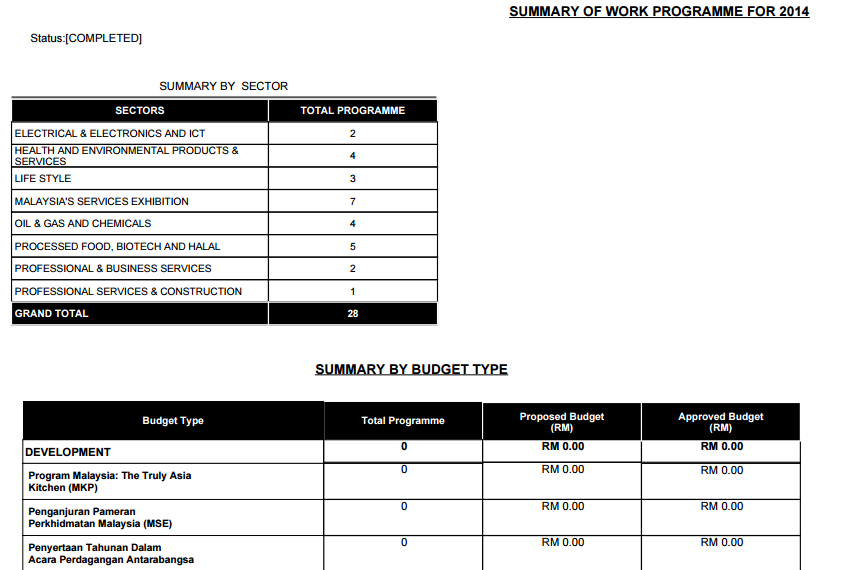 SUMMARY OF WORK PROGRAMME FOR 2014
Status:[COMPLETED]
SUMMARY BY SECTOR
SECTORS TOTAL PROGRAMME
ELECTRICAL & ELECTRONICS AND ICT 2
HEALTH AND ENVIRONMENTAL PRODUCTS &
SERVICES 4
LIFE STYLE 3
MALAYSIA'S SERVICES EXHIBITION 7
OIL & GAS AND CHEMICALS 4
PROCESSED FOOD, BIOTECH AND HALAL 5
PROFESSIONAL & BUSINESS SERVICES 2
PROFESSIONAL SERVICES & CONSTRUCTION 1
GRAND TOTAL 28
SUMMARY BY BUDGET TYPE
Budget Type Total Programme Proposed Budget (RM) Approved Budget (RM)
DEVELOPMENT 0 RM 0.00 RM 0.00
Program Malaysia: The Truly Asia 0 RM 0.00 RM 0.00
Kitchen (MKP)
Penganjuran Pameran 0 RM 0.00 RM 0.00
Perkhidmatan Malaysia (MSE)
Penyertaan Tahunan Dalam 0 RM 0.00 RM 0.00
Acara Perdagangan Antarabangsa